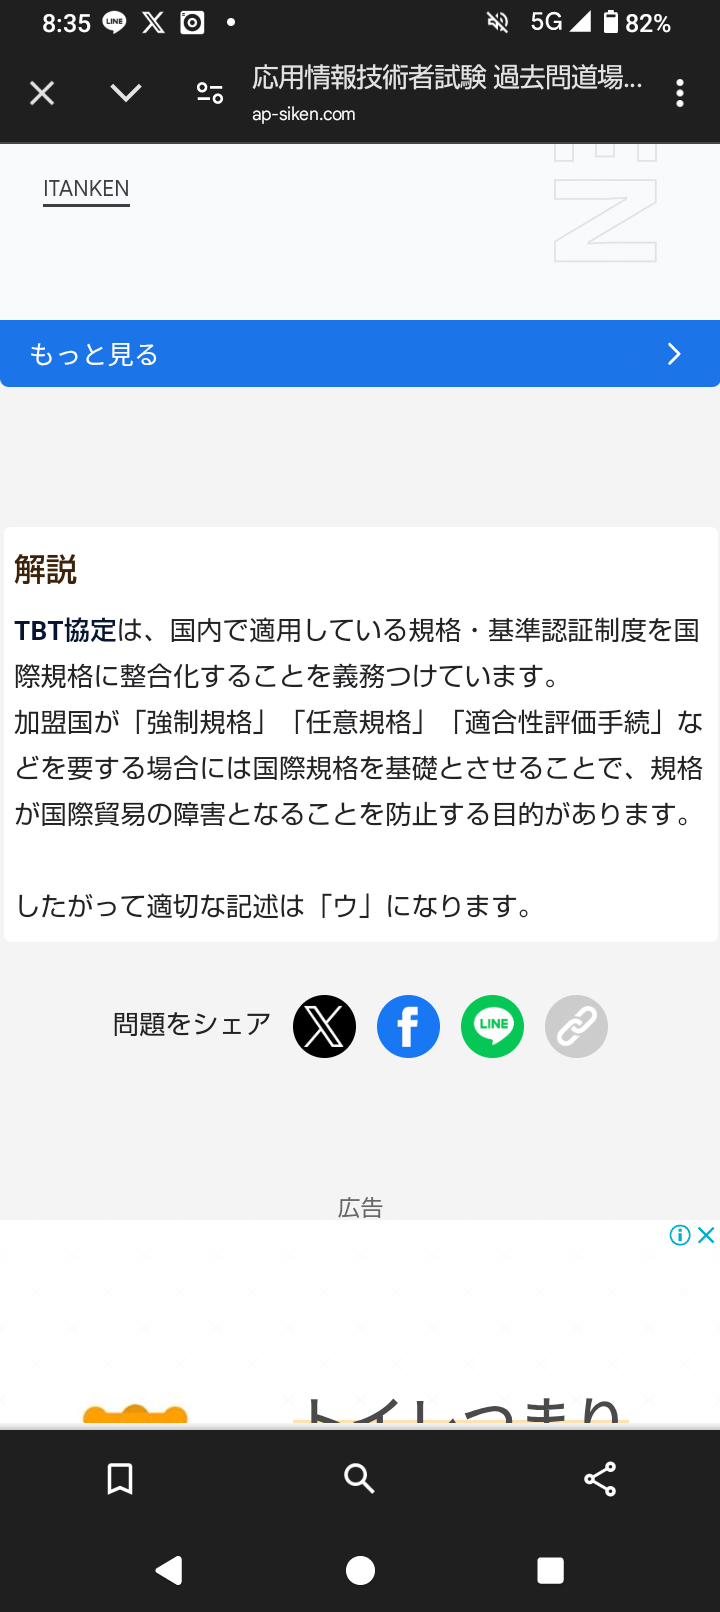 8:35 LINE 5G 82%
応用情報技術者試験 過去問道場...
ap-siken.com
ITANKEN
NE
もっと見る
解説
TBT協定は、国内で適用している規格・基準認証制度を国
際規格に整合化することを義務つけています。
加盟国が「強制規格」「任意規格」「適合性評価手続」な
どを要する場合には国際規格を基礎とさせることで、規格
が国際貿易の障害となることを防止する目的があります。
したがって適切な記述は「ウ」になります。
問題をシェア LINE
広告
トイレつまり